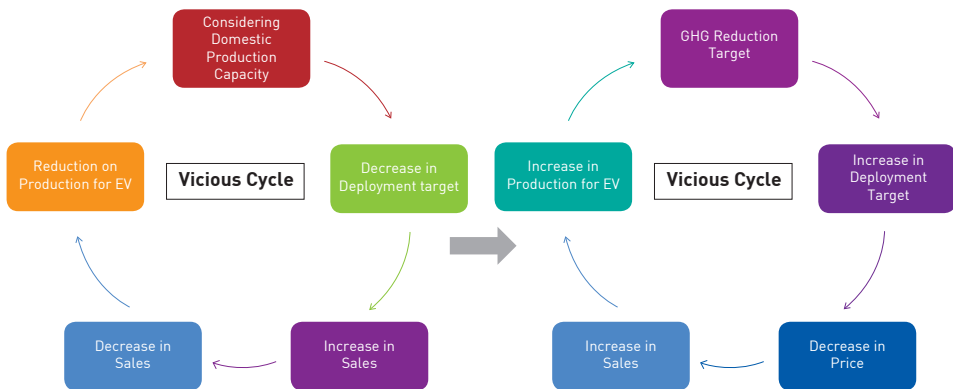 Considering
Domestic
Production
Capacity
Reduction on
Production for EV
Vicious Cycle
Decrease in
Deployment target
Decrease in
Sales
Increase in
Sales
GHG Reduction
Target
Increase in
Production for EV
Vicious Cycle
Increase in
Deployment
Target
Increase in
Sales
Decrease in
Price